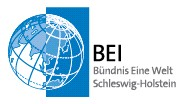 BEI
Bündnis Eine Welt
Schleswig-Holstein